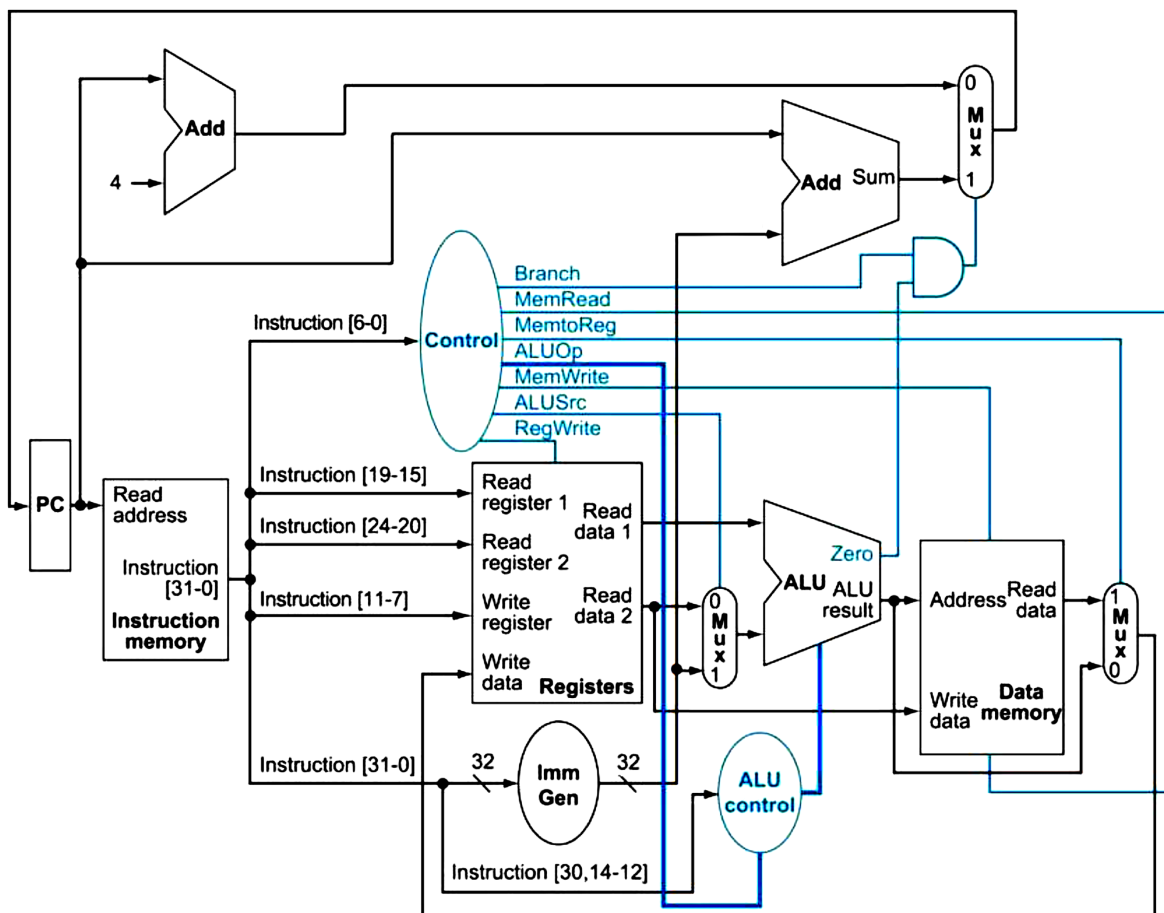 0
Mux
1
Add
4
Add
Sum
Branch
MemRead
MemtoReg
ALUOp
MemWrite
ALUSrc
RegWrite
Control
Instruction [6-0]
PC
Read
address
Instruction
[31-0]
Instruction
memory
Instruction [19-15]
Instruction [24-20]
Instruction [11-7]
Read
register 1
Read
register 2
Write
register
Write
data
Read
data 1
Read
data 2
Registers
0
Mux
1
Zero
ALU
ALU
result
Address
Read
data
Write
data
Data
memory
1
Mux
0
Instruction [31-0]
32
Imm
Gen
32
ALU
control
Instruction [30,14-12]